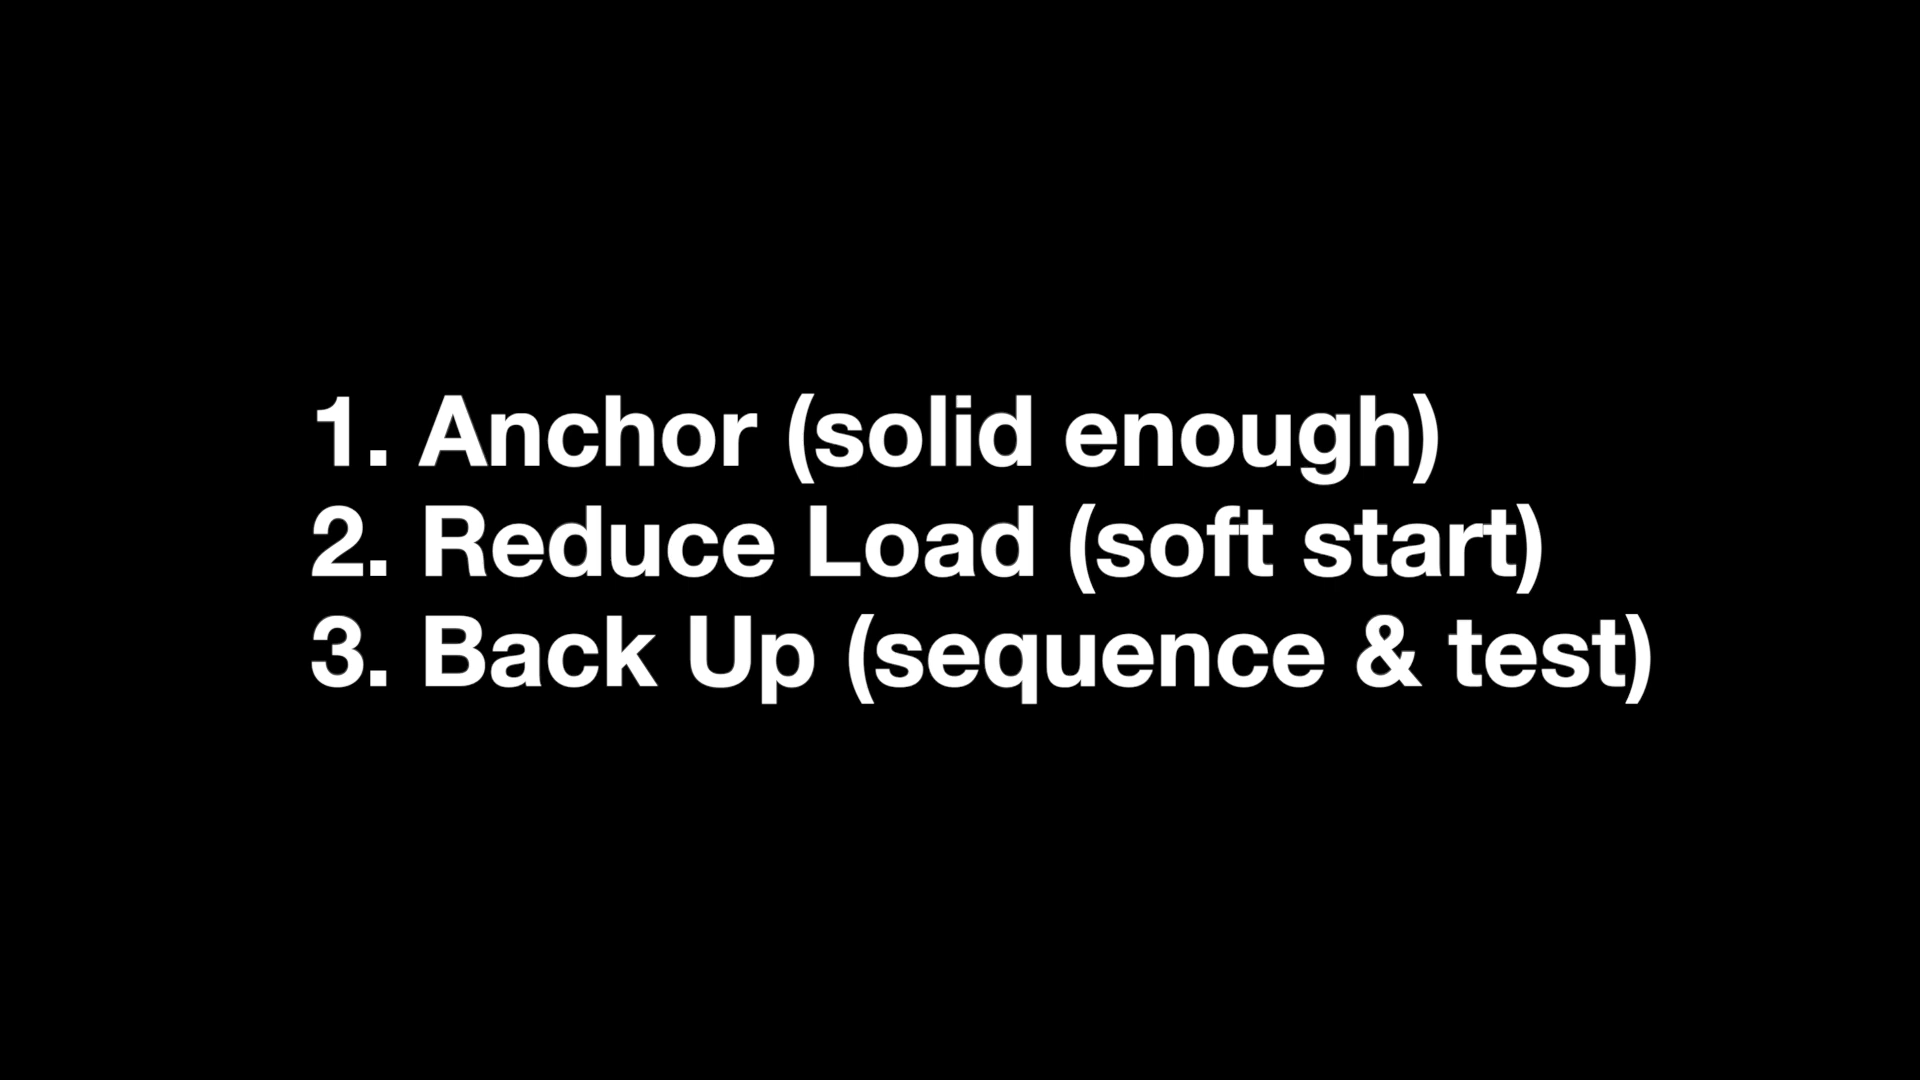 1. Anchor (solid enough)
2. Reduce Load (soft start)
3. Back Up (sequence & test)